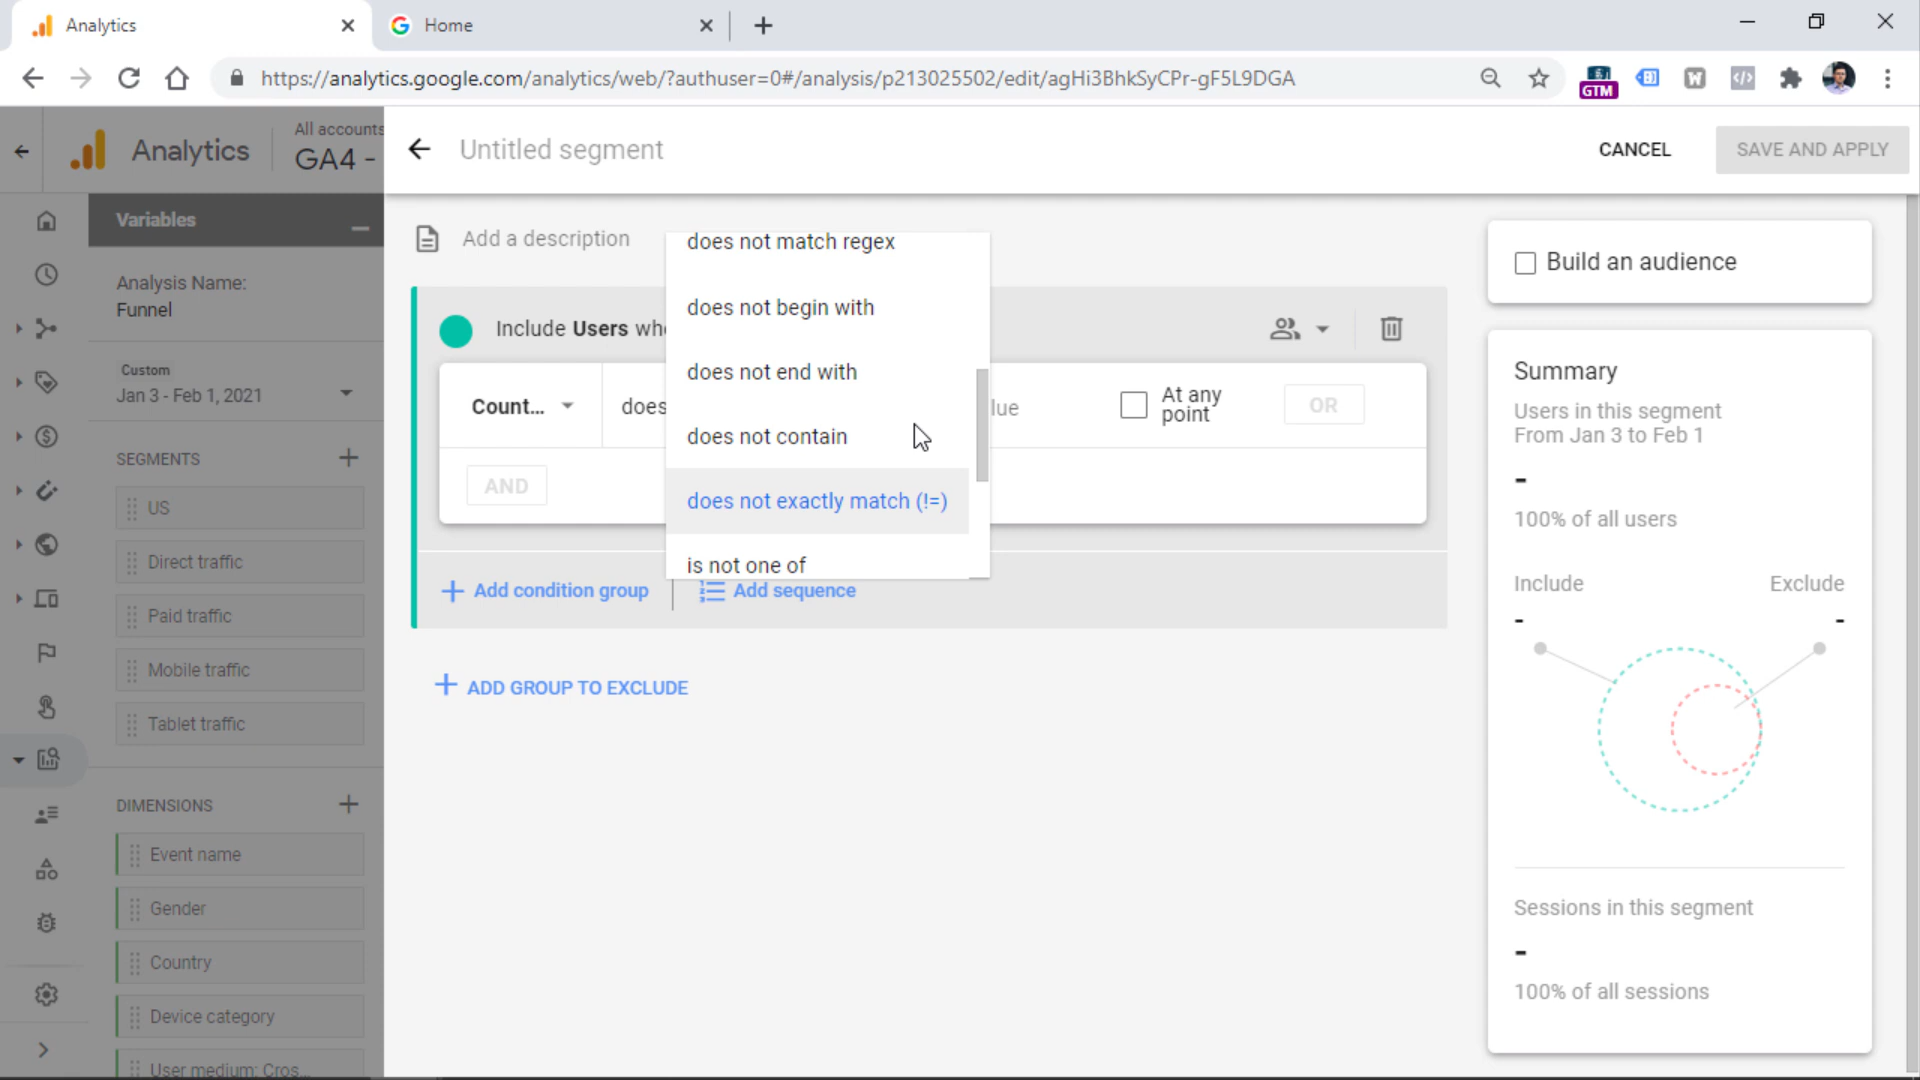 Analytics
Home
https://analytics.google.com/analytics/web/?authuser=0#/analysis/p213025502/edit/agHi3BhkSyCPr-gF5L9DGA
GTM
Analytics
All accounts
GA4 -
Untitled segment
CANCEL
SAVE AND APPLY
Variables
Analysis Name:
Funnel
Custom
Jan 3 - Feb 1, 2021
SEGMENTS
US
Direct traffic
Paid traffic
Mobile traffic
Tablet traffic
DIMENSIONS
Event name
Gender
Country
Device category
User medium: Cros...
Add a description
Include Users whe
Count...
does
lue
At any
point
OR
AND
does not match regex
does not begin with
does not end with
does not contain
does not exactly match (!=)
is not one of
Add condition group
Add sequence
ADD GROUP TO EXCLUDE
Build an audience
Summary
Users in this segment
From Jan 3 to Feb 1
-
100% of all users
Include Exclude
- -
Sessions in this segment
-
100% of all sessions